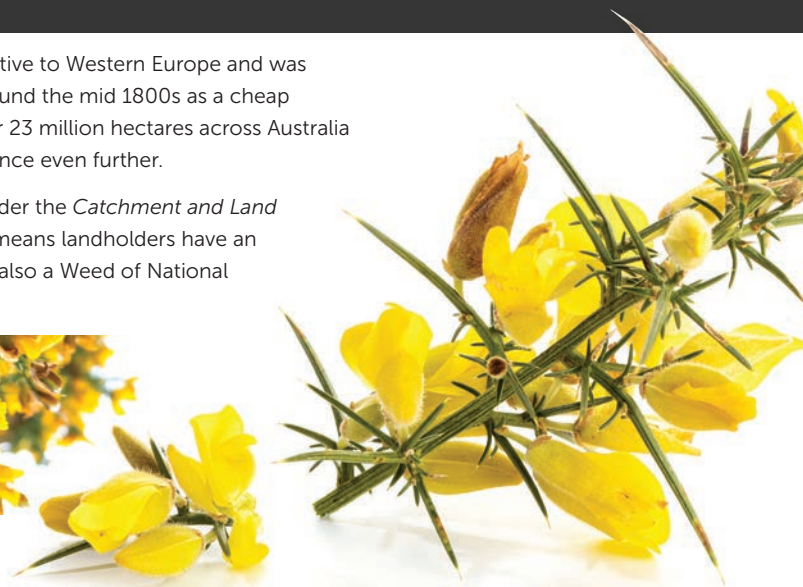 tive to Western Europe and was
und the mid 1800s as a cheap
r 23 million hectares across Australia
nce even further.
der the Catchment and Land
means landholders have an
also a Weed of National